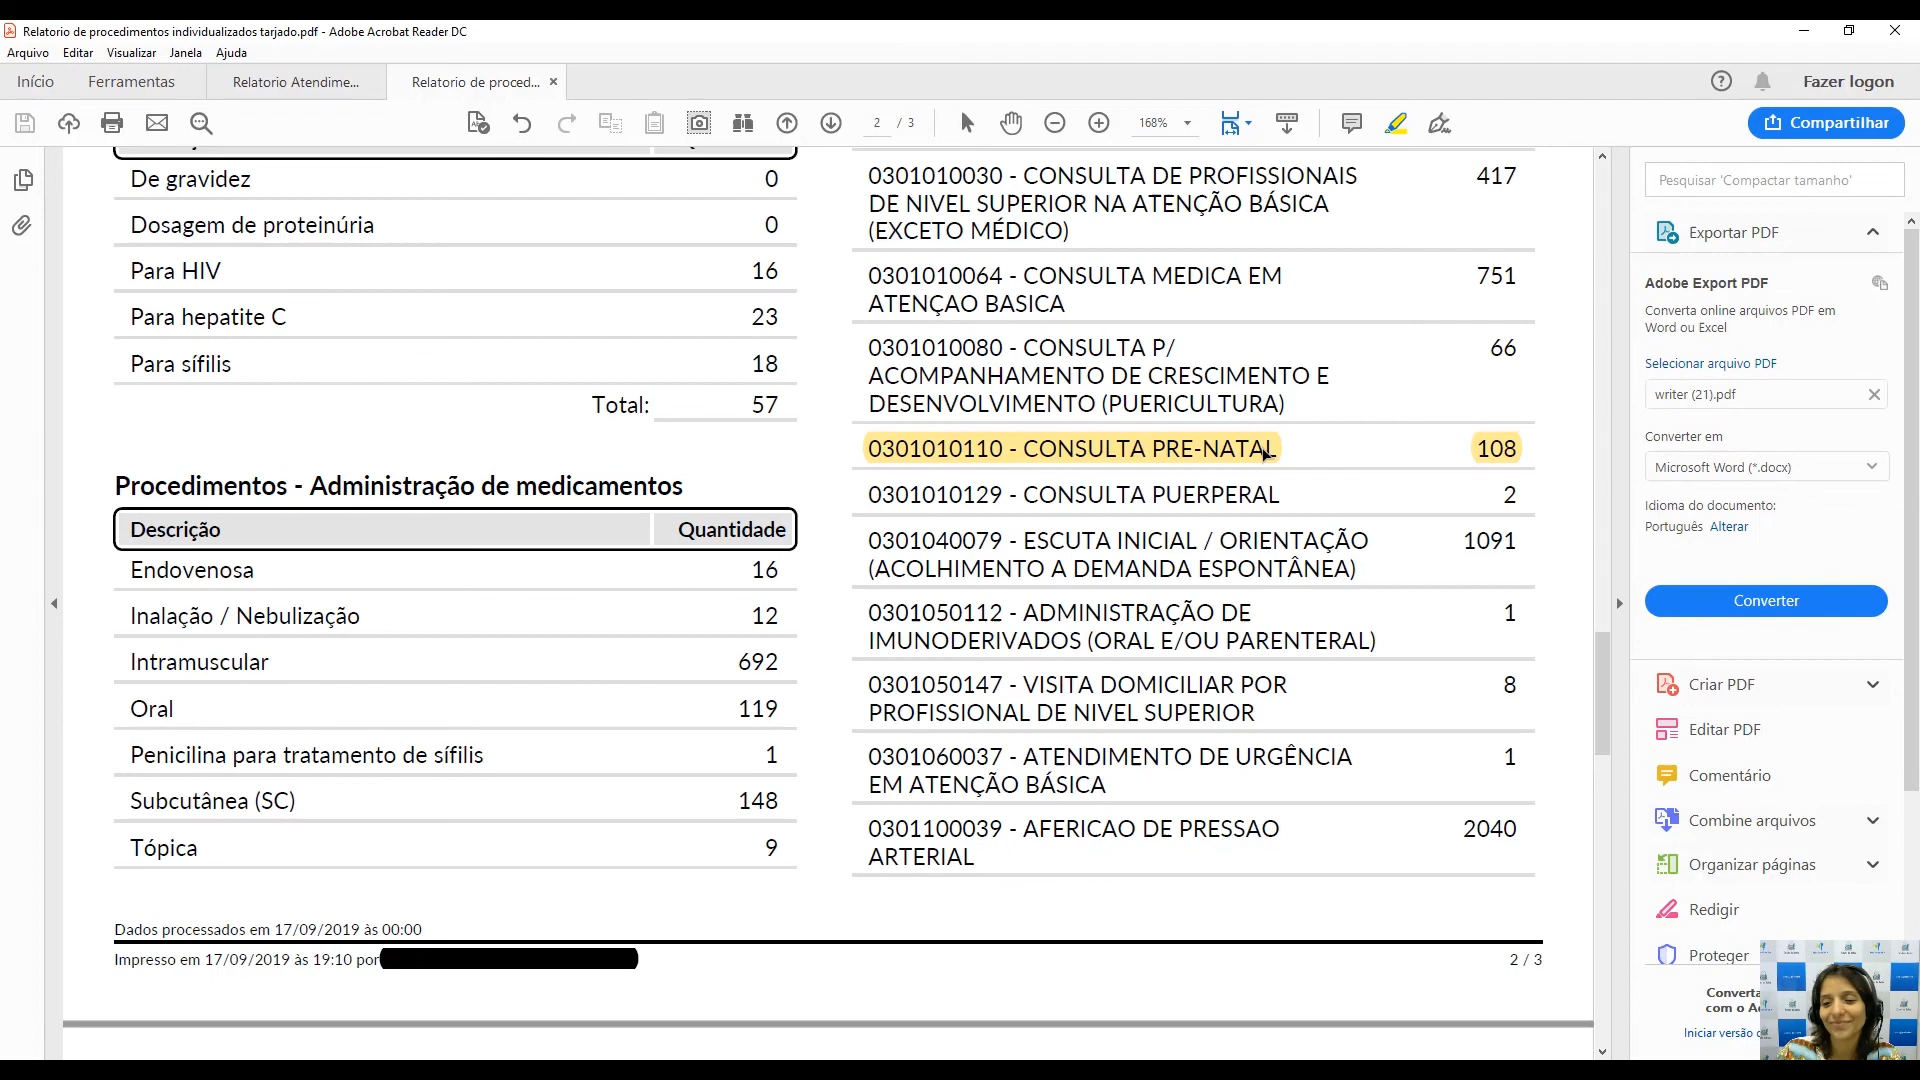 Relatorio de procedimentos individualizados tarjado.pdf - Adobe Acrobat Reader DC
Arquivo Editar Visualizar Janela Ajuda
Início Ferramentas Relatorio Atendime... Relatorio de proced... Fazer logon
2 / 3 168% Compartilhar
De gravidez 0
Dosagem de proteinúria 0
Para HIV 16
Para hepatite C 23
Para sífilis 18
Total: 57
Procedimentos - Administração de medicamentos
Descrição Quantidade
Endovenosa 16
Inalação / Nebulização 12
Intramuscular 692
Oral 119
Penicilina para tratamento de sífilis 1
Subcutânea (SC) 148
Tópica 9
0301010030 - CONSULTA DE PROFISSIONAIS 417
DE NIVEL SUPERIOR NA ATENÇÃO BÁSICA
(EXCETO MÉDICO)
0301010064 - CONSULTA MEDICA EM 751
ATENÇAO BASICA
0301010080 - CONSULTA P/ 66
ACOMPANHAMENTO DE CRESCIMENTO E
DESENVOLVIMENTO (PUERICULTURA)
0301010110 - CONSULTA PRE-NATAL 108
0301010129 - CONSULTA PUERPERAL 2
0301040079 - ESCUTA INICIAL / ORIENTAÇÃO 1091
(ACOLHIMENTO A DEMANDA ESPONTÂNEA)
0301050112 - ADMINISTRAÇÃO DE 1
IMUNODERIVADOS (ORAL E/OU PARENTERAL)
0301050147 - VISITA DOMICILIAR POR 8
PROFISSIONAL DE NIVEL SUPERIOR
0301060037 - ATENDIMENTO DE URGÊNCIA 1
EM ATENÇÃO BÁSICA
0301100039 - AFERICAO DE PRESSAO 2040
ARTERIAL
Dados processados em 17/09/2019 às 00:00
Impresso em 17/09/2019 às 19:10 por
2 / 3
Pesquisar 'Compactar tamanho'
Exportar PDF
Adobe Export PDF
Converta online arquivos PDF em
Word ou Excel
Selecionar arquivo PDF
writer (21).pdf
Converter em
Microsoft Word (*.docx)
Idioma do documento:
Português Alterar
Converter
Criar PDF
Editar PDF
Comentário
Combine arquivos
Organizar páginas
Redigir
Proteger
Converta
com o A
Iniciar versão